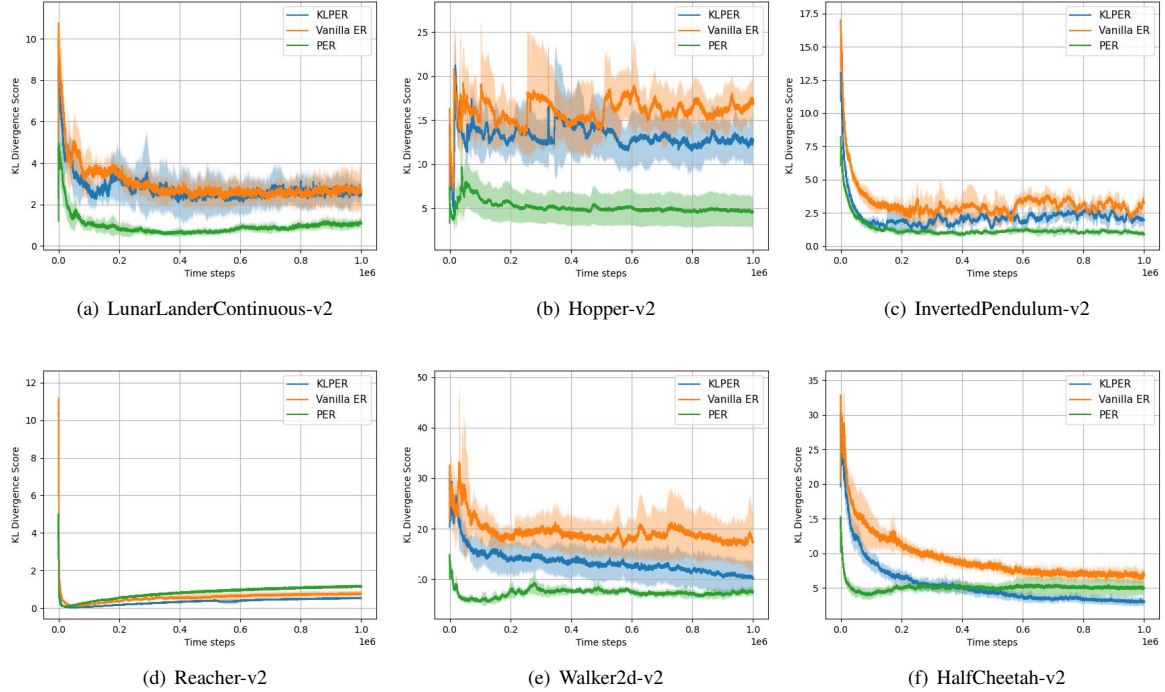 KLPER
Vanilla ER
PER
KL Divergence Score
10
8
6
4
2
0
0.0 0.2 0.4 0.6 0.8 1.0
1e6
Time steps
(a) LunarLanderContinuous-v2
KLPER
Vanilla ER
PER
KL Divergence Score
25
20
15
10
5
0.0 0.2 0.4 0.6 0.8 1.0
1e6
Time steps
(b) Hopper-v2
KLPER
Vanilla ER
PER
KL Divergence Score
17.5
15.0
12.5
10.0
7.5
5.0
2.5
0.0
0.0 0.2 0.4 0.6 0.8 1.0
1e6
Time steps
(c) InvertedPendulum-v2
KLPER
Vanilla ER
PER
KL Divergence Score
12
10
8
6
4
2
0
0.0 0.2 0.4 0.6 0.8 1.0
1e6
Time steps
(d) Reacher-v2
KLPER
Vanilla ER
PER
KL Divergence Score
50
40
30
20
10
0.0 0.2 0.4 0.6 0.8 1.0
1e6
Time steps
(e) Walker2d-v2
KLPER
Vanilla ER
PER
KL Divergence Score
35
30
25
20
15
10
5
0.0 0.2 0.4 0.6 0.8 1.0
1e6
Time steps
(f) HalfCheetah-v2